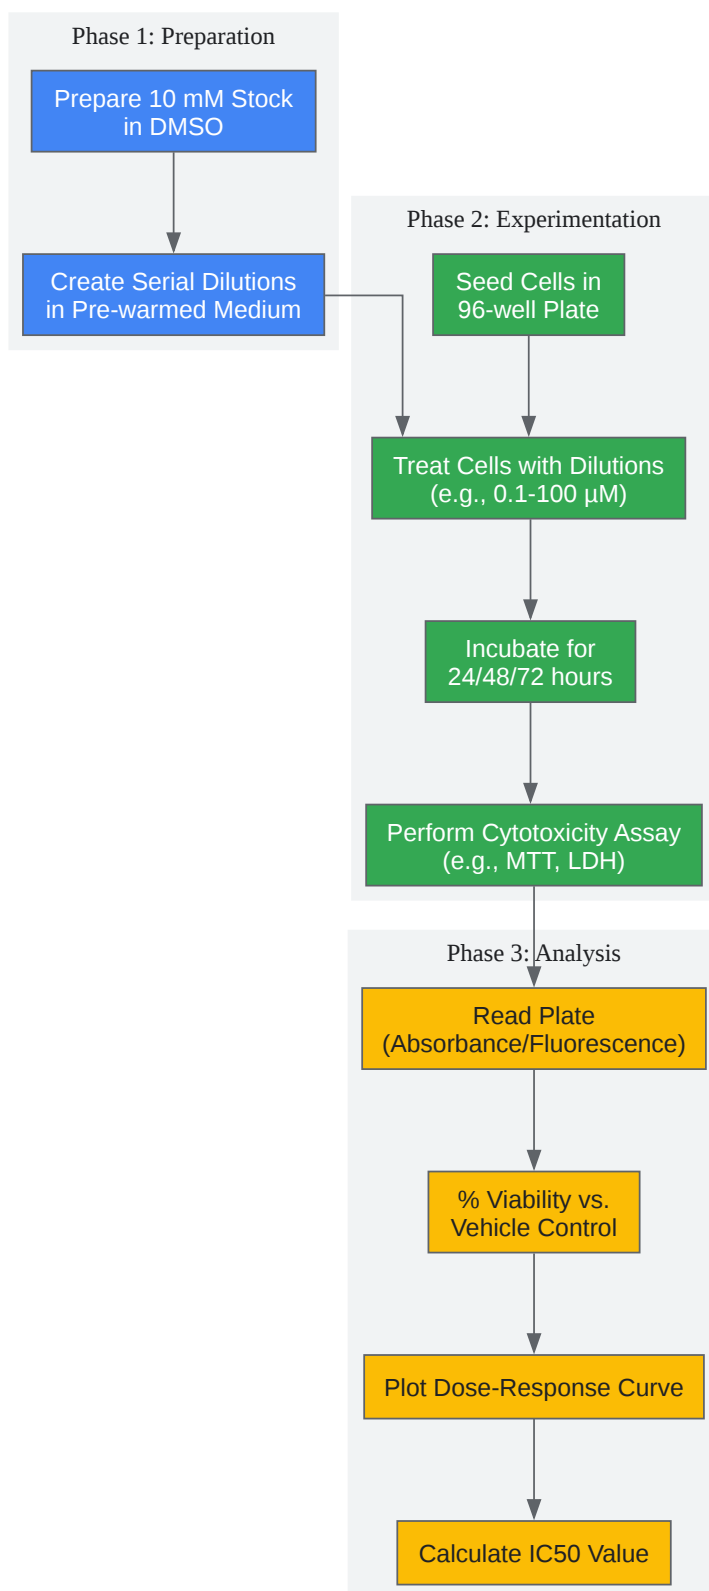 Phase 1: Preparation
Prepare 10 mM Stock
in DMSO
Create Serial Dilutions
in Pre-warmed Medium
Phase 2: Experimentation
Seed Cells in
96-well Plate
Treat Cells with Dilutions
(e.g., 0.1-100 µM)
Incubate for
24/48/72 hours
Perform Cytotoxicity Assay
(e.g., MTT, LDH)
Phase 3: Analysis
Read Plate
(Absorbance/Fluorescence)
% Viability vs.
Vehicle Control
Plot Dose-Response Curve
Calculate IC50 Value